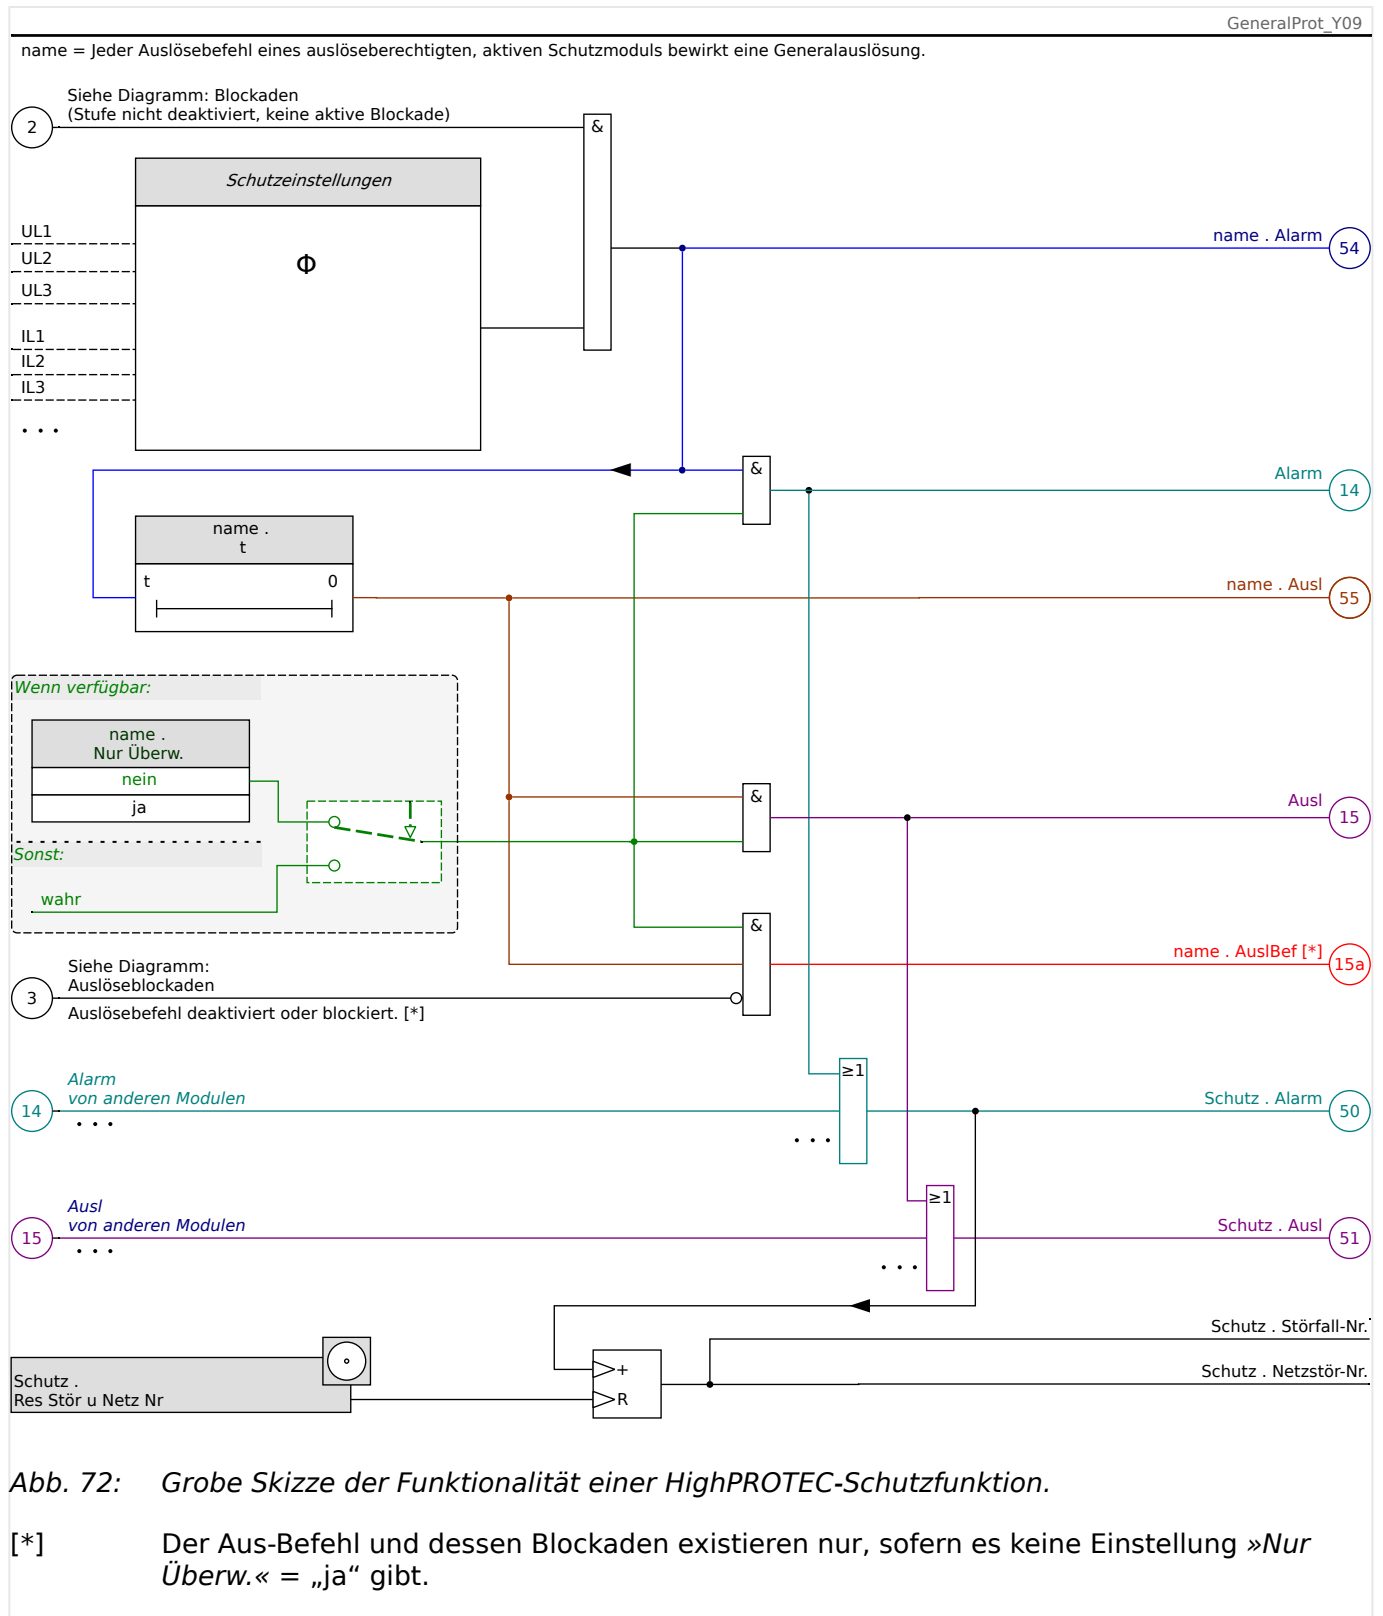 GeneralProt_Y09
name = Jeder Auslösebefehl eines auslöseberechtigten, aktiven Schutzmoduls bewirkt eine Generalauslösung.
Siehe Diagramm: Blockaden
(Stufe nicht deaktiviert, keine aktive Blockade)
2
&
Schutzeinstellungen
Φ
UL1
UL2
UL3
IL1
IL2
IL3
. . .
name . Alarm
54
&
Alarm
14
name .
t
t 0
name . Ausl
55
Wenn verfügbar:
name .
Nur Überw.
nein
ja
Sonst:
wahr
&
Ausl
15
&
name . AuslBef [*]
15a
Siehe Diagramm:
Auslöseblockaden
3
Auslösebefehl deaktiviert oder blockiert. [*]
Alarm
von anderen Modulen
14
. . .
≥1
. . .
Schutz . Alarm
50
Ausl
von anderen Modulen
15
. . .
≥1
. . .
Schutz . Ausl
51
Schutz . Störfall-Nr.
Schutz . Netzstör-Nr.
+
R
Schutz .
Res Stör u Netz Nr
Abb. 72: Grobe Skizze der Funktionalität einer HighPROTEC-Schutzfunktion.
[*] Der Aus-Befehl und dessen Blockaden existieren nur, sofern es keine Einstellung »Nur
Überw.« = „ja“ gibt.